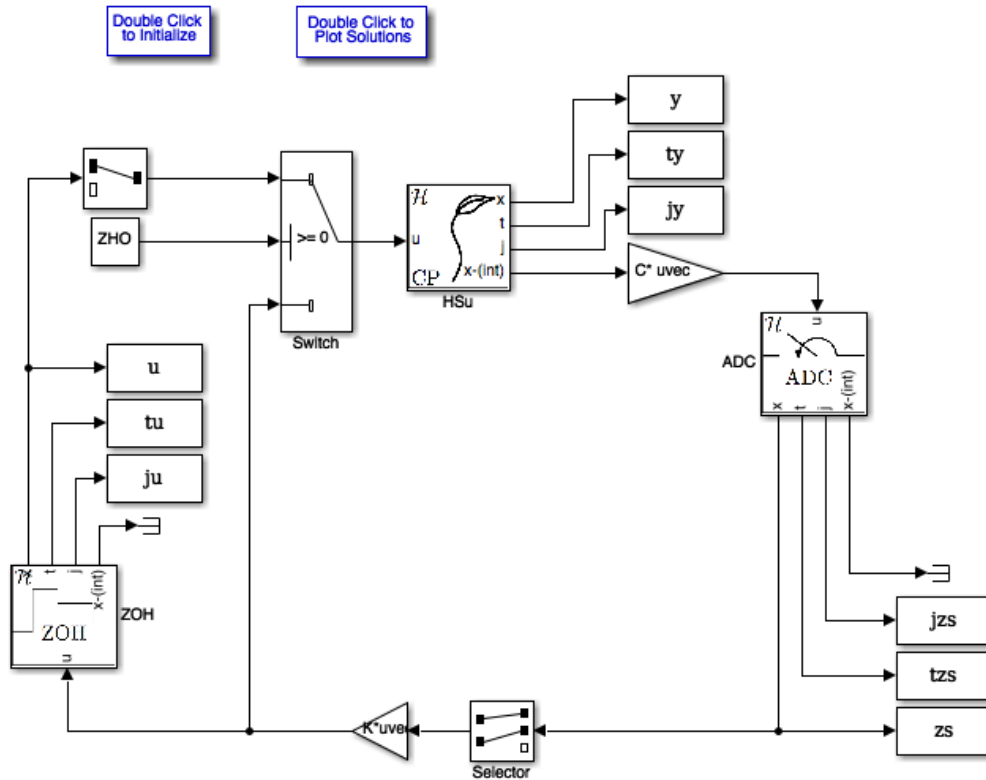 Double Click
to Initialize
Double Click to
Plot Solutions
y
ty
jy
ZHO
>= 0
Switch
ℋ
u
CP
x
t
j
x-(int)
HSu
C* uvec
ADC
ℋ
u
ADC
x
t
j
x-(int)
u
tu
ju
ℋ
x
t
j
x-(int)
ZOH
u
ZOH
jzs
tzs
zs
K*uvec
Selector